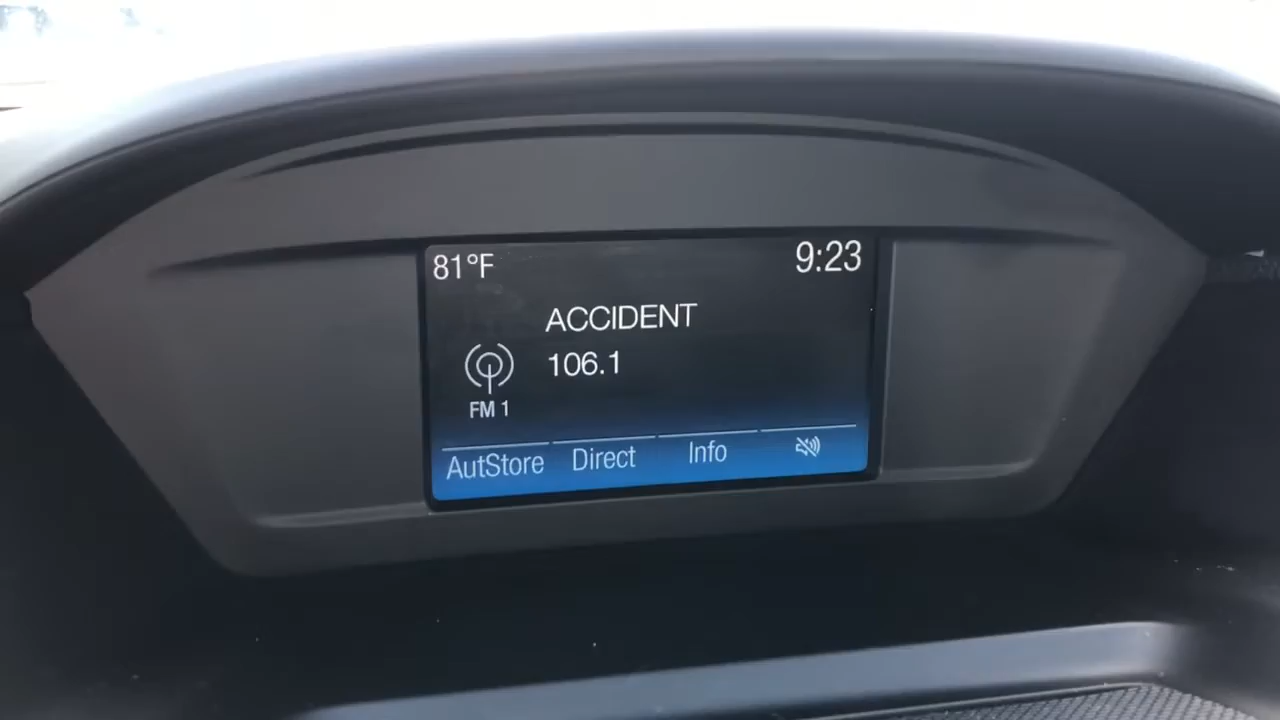 81°F 9:23
ACCIDENT
106.1
FM 1
AutStore Direct Info